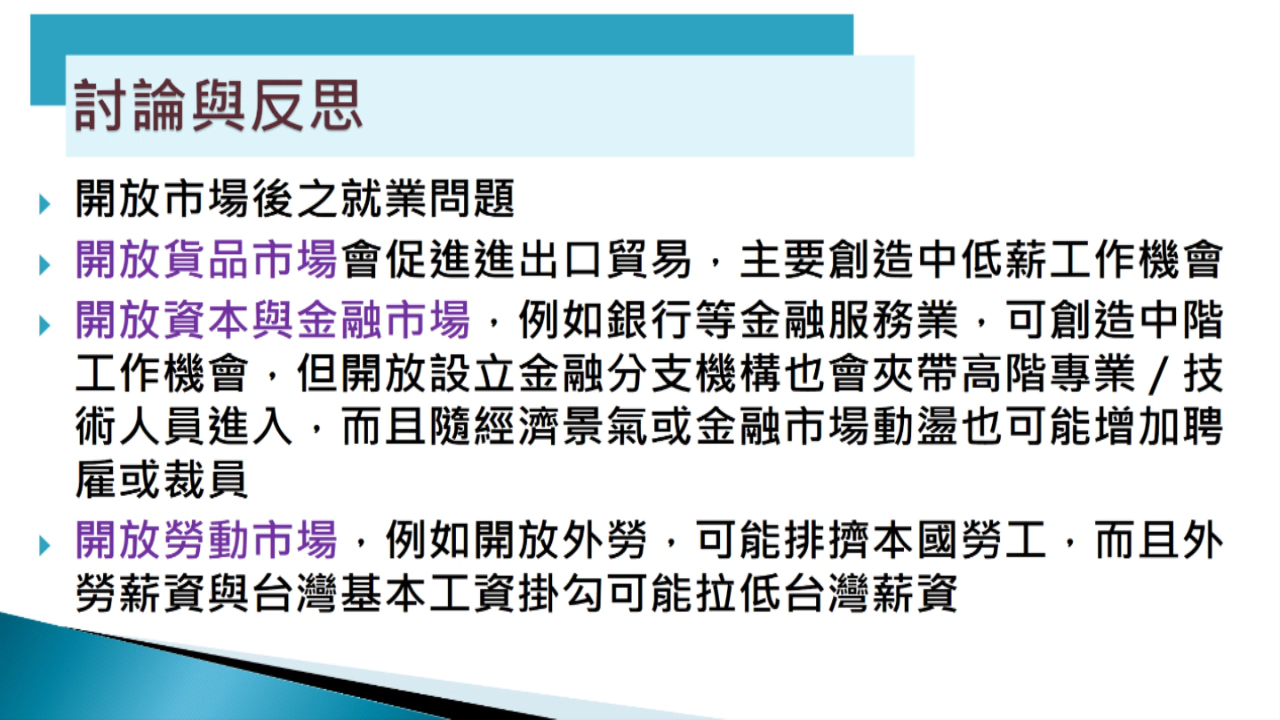 討論與反思
開放市場後之就業問題
開放貨品市場會促進進出口貿易，主要創造中低薪工作機會
開放資本與金融市場，例如銀行等金融服務業，可創造中階
工作機會，但開放設立金融分支機構也會夾帶高階專業/技
術人員進入，而且隨經濟景氣或金融市場動盪也可能增加聘
雇或裁員
開放勞動市場，例如開放外勞，可能排擠本國勞工，而且外
勞薪資與台灣基本工資掛勾可能拉低台灣薪資